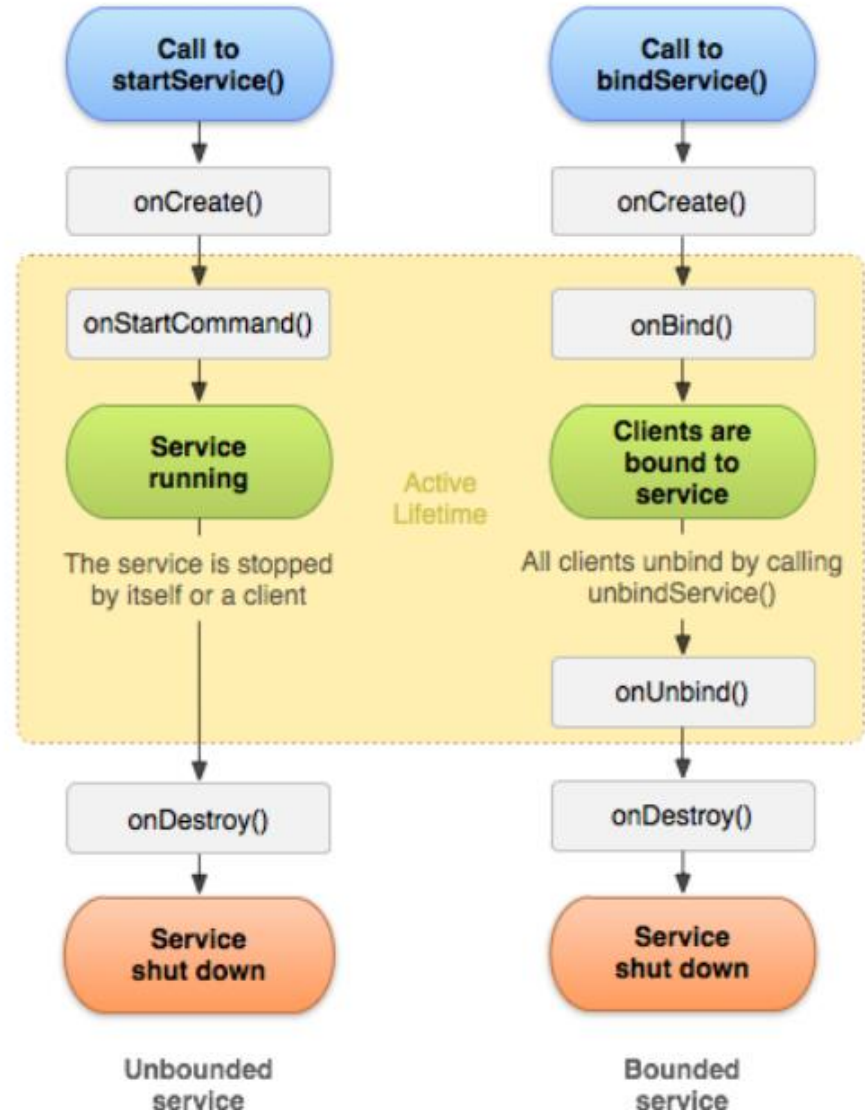 Call to
startService()
onCreate()
onStartCommand()
Service
running
The service is stopped
by itself or a client
onDestroy()
Service
shut down
Unbounded
service
Active
Lifetime
Call to
bindService()
onCreate()
onBind()
Clients are
bound to
service
All clients unbind by calling
unbindService()
onUnbind()
onDestroy()
Service
shut down
Bounded
service